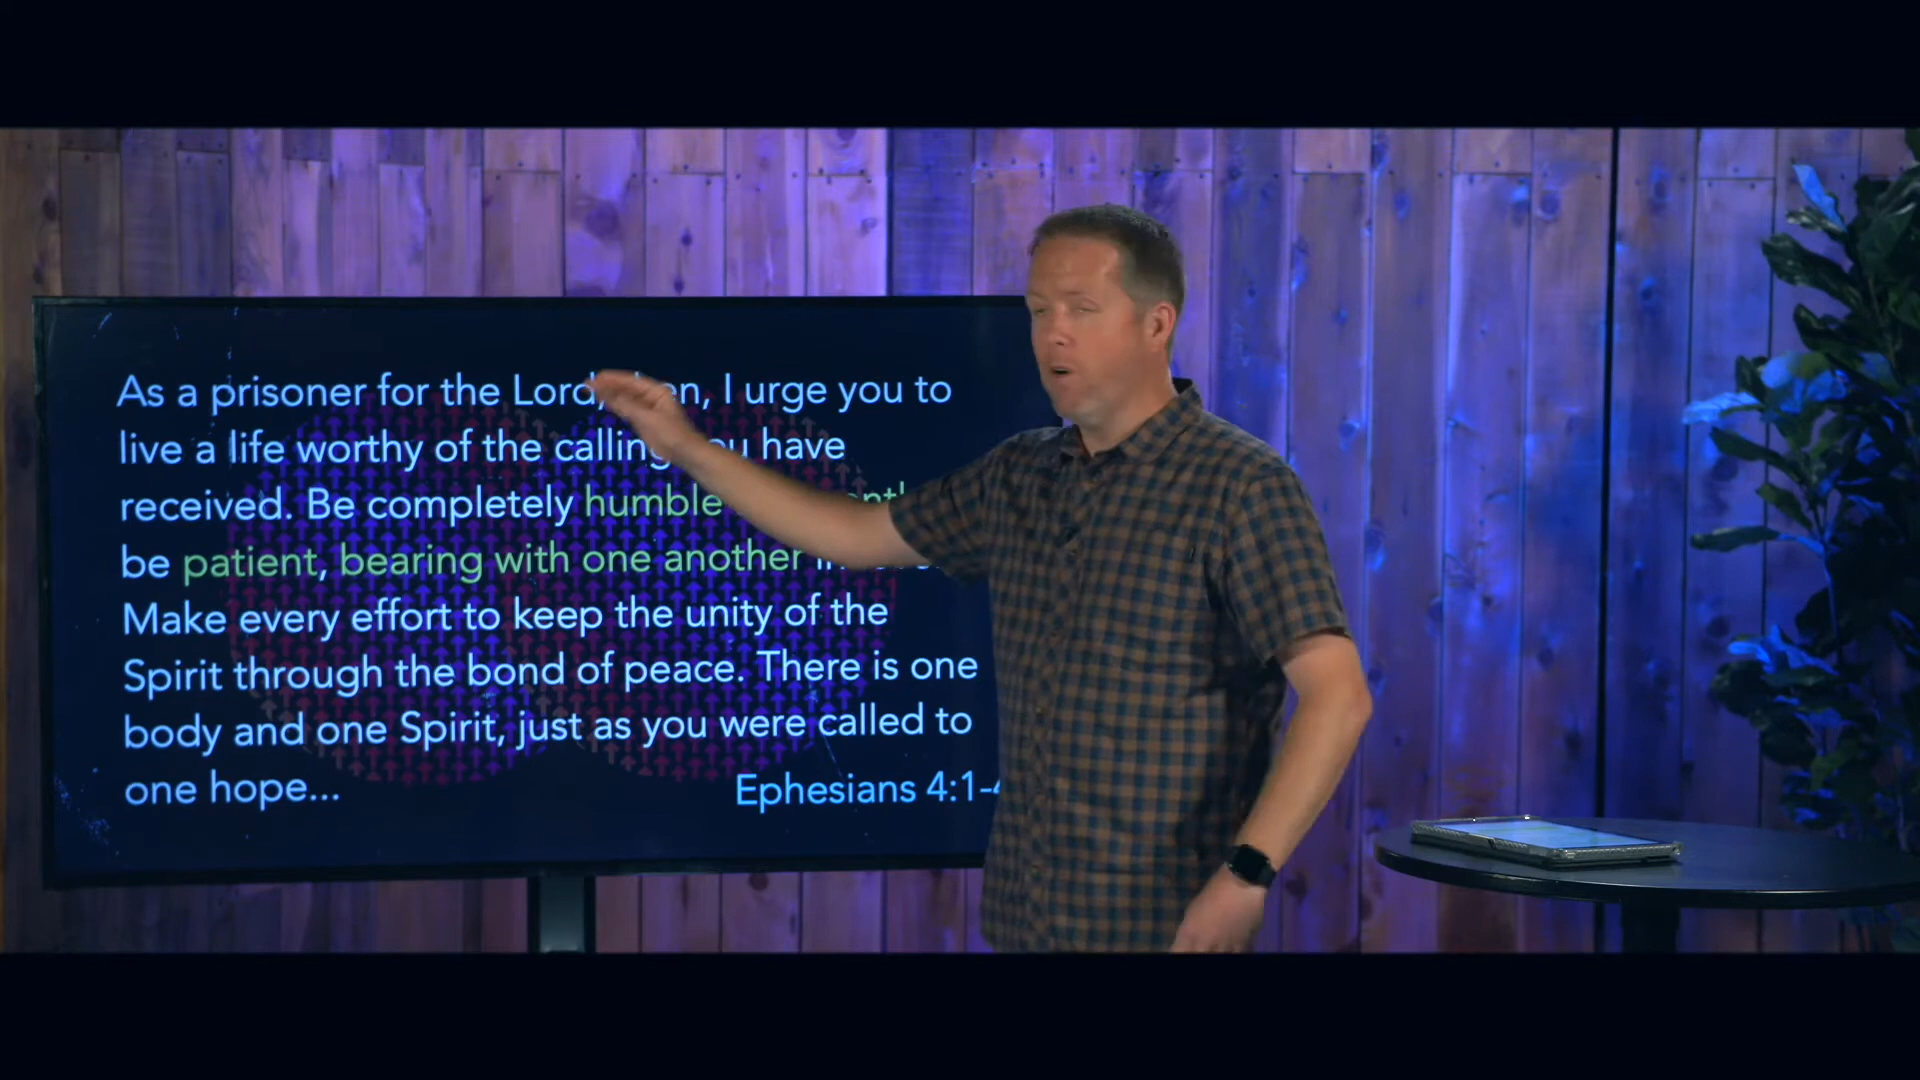 As a prisoner for the Lord, I urge you to
live a life worthy of the calling have
received. Be completely humble
be patient, bearing with one another
Make every effort to keep the unity of the
Spirit through the bond of peace. There is one
body and one Spirit, just as you were called to
one hope...
Ephesians 4:1-4